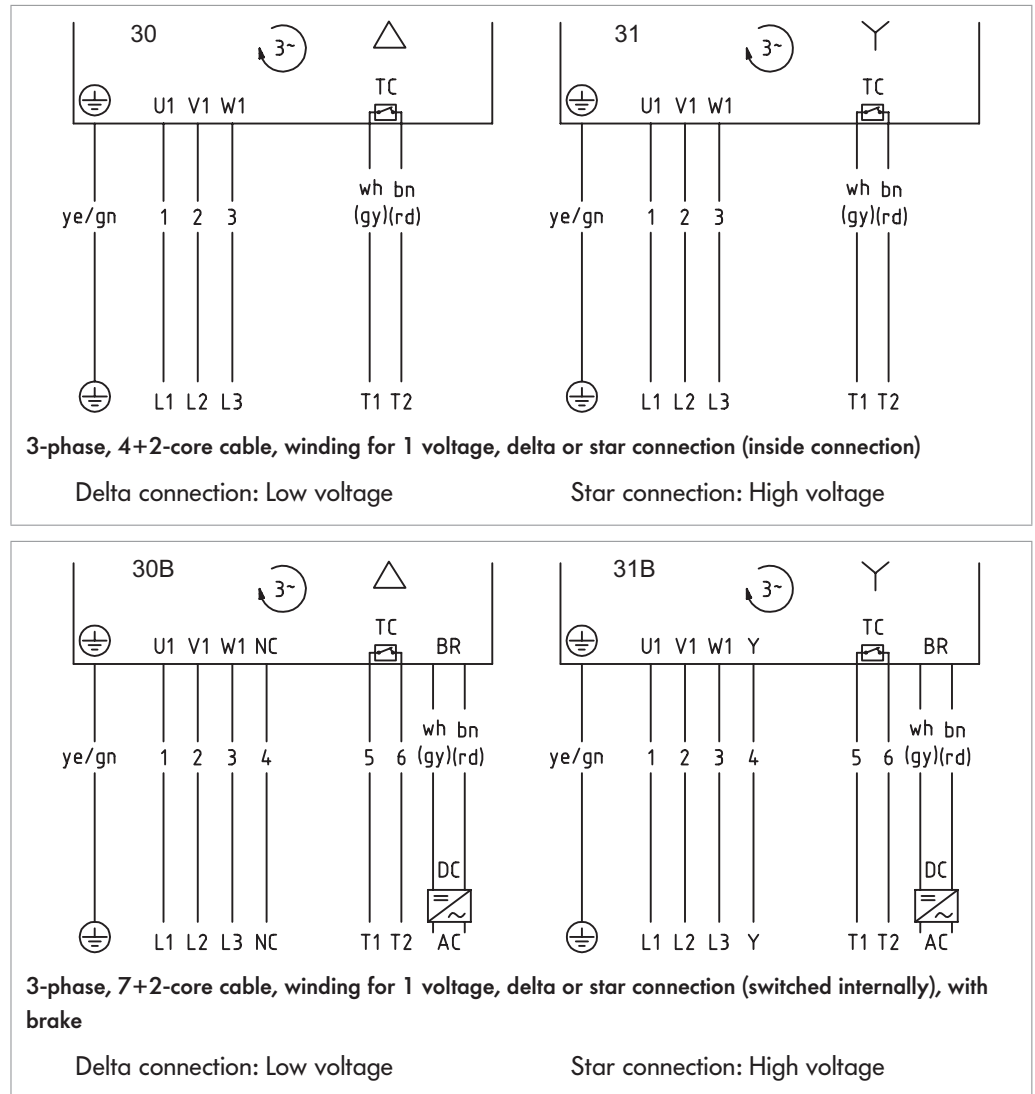 30 3~ 31 3~
TC TC
U1 V1 W1 U1 V1 W1
wh bn wh bn
ye/gn 1 2 3 (gy)(rd) ye/gn 1 2 3 (gy)(rd)
L1 L2 L3 T1 T2 L1 L2 L3 T1 T2
3-phase, 4+2-core cable, winding for 1 voltage, delta or star connection (inside connection)
Delta connection: Low voltage Star connection: High voltage
30B 3~ 31B 3~
TC TC
U1 V1 W1 NC BR U1 V1 W1 Y BR
wh bn wh bn
ye/gn 1 2 3 4 5 6 (gy)(rd) ye/gn 1 2 3 4 5 6 (gy)(rd)
DC DC
L1 L2 L3 NC T1 T2 AC L1 L2 L3 Y T1 T2 AC
3-phase, 7+2-core cable, winding for 1 voltage, delta or star connection (switched internally), with
brake
Delta connection: Low voltage Star connection: High voltage